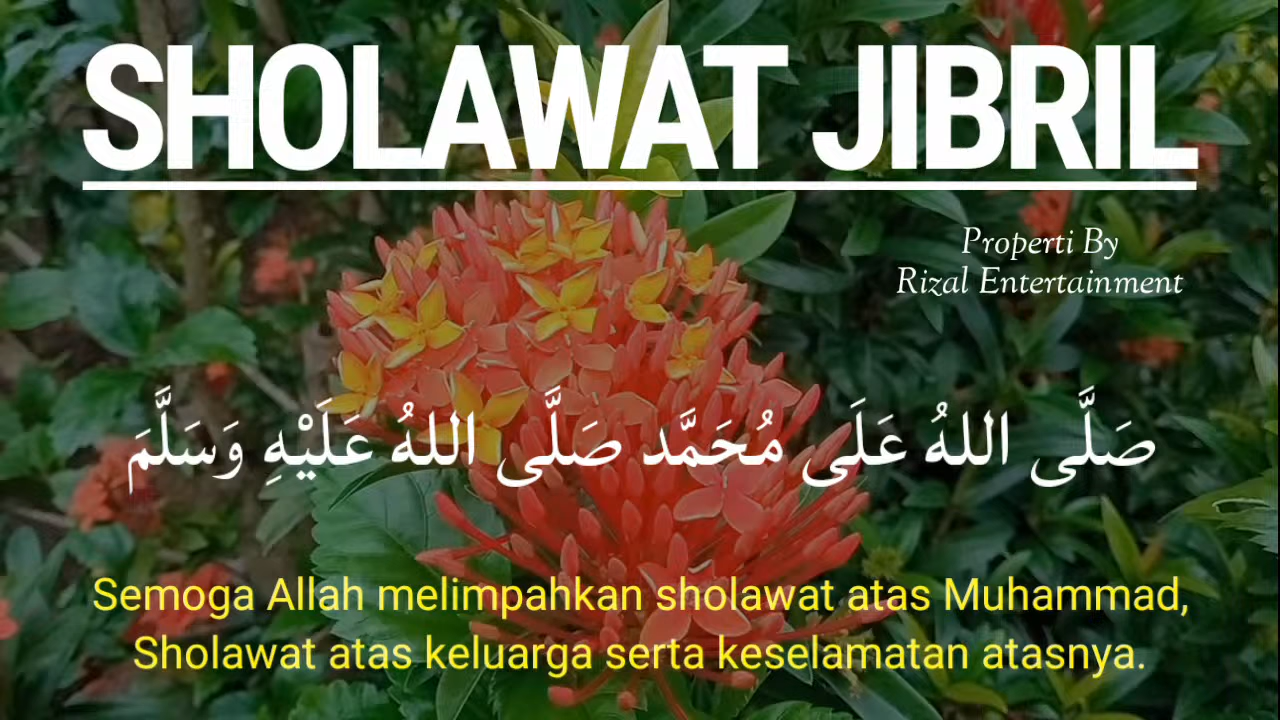 SHOLAWAT JIBRIL
Properti By
Rizal Entertainment
صَلَّى اللهُ عَلَى مُحَمَّد صَلَّى اللهُ عَلَيْهِ وَسَلَّمَ
Semoga Allah melimpahkan sholawat atas Muhammad,
Sholawat atas keluarga serta keselamatan atasnya.